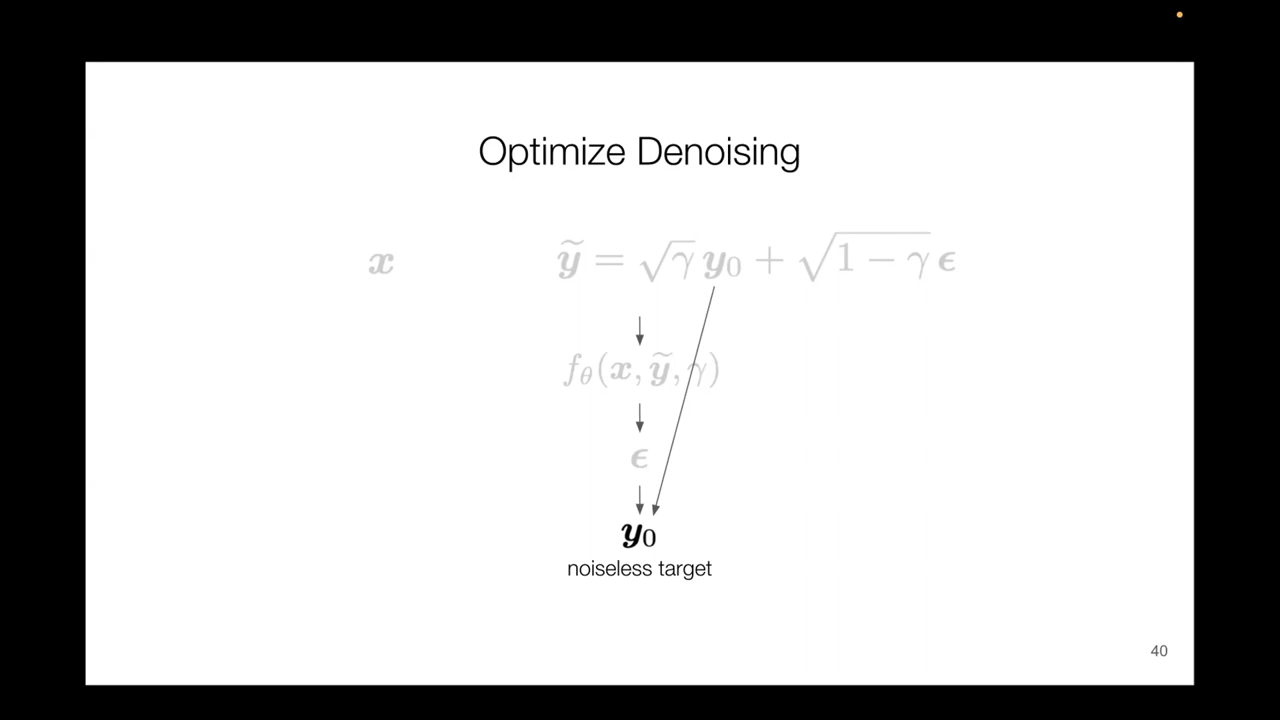 Optimize Denoising
x ỹ = √γ y₀ + √(1 − γ) ϵ
f_θ(x, ỹ, γ)
ϵ
y₀
noiseless target
40